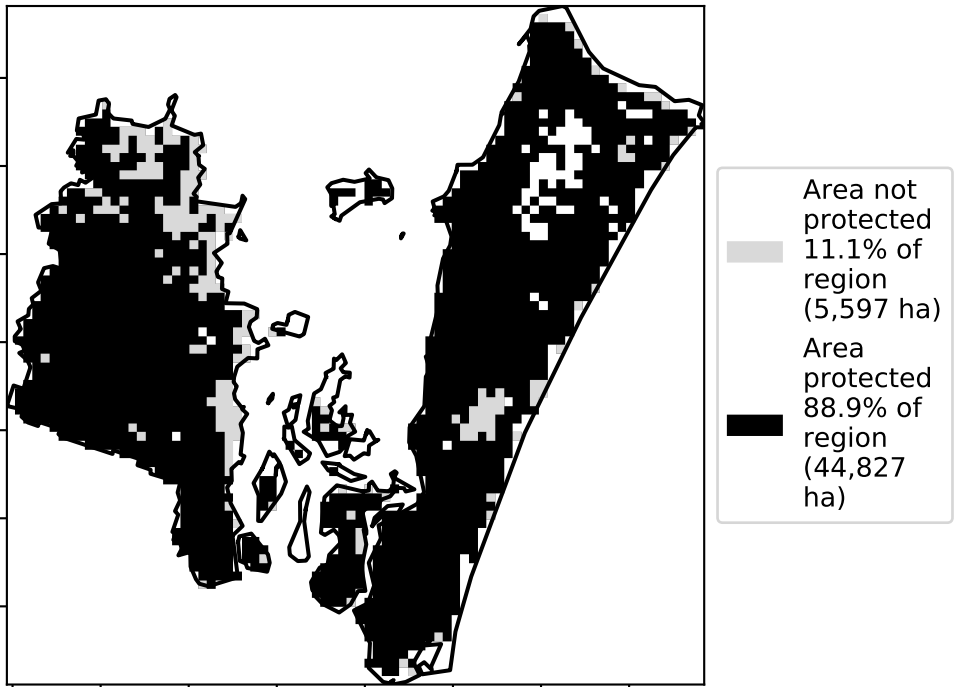 Area not
protected
11.1% of
region
(5,597 ha)
Area
protected
88.9% of
region
(44,827
ha)